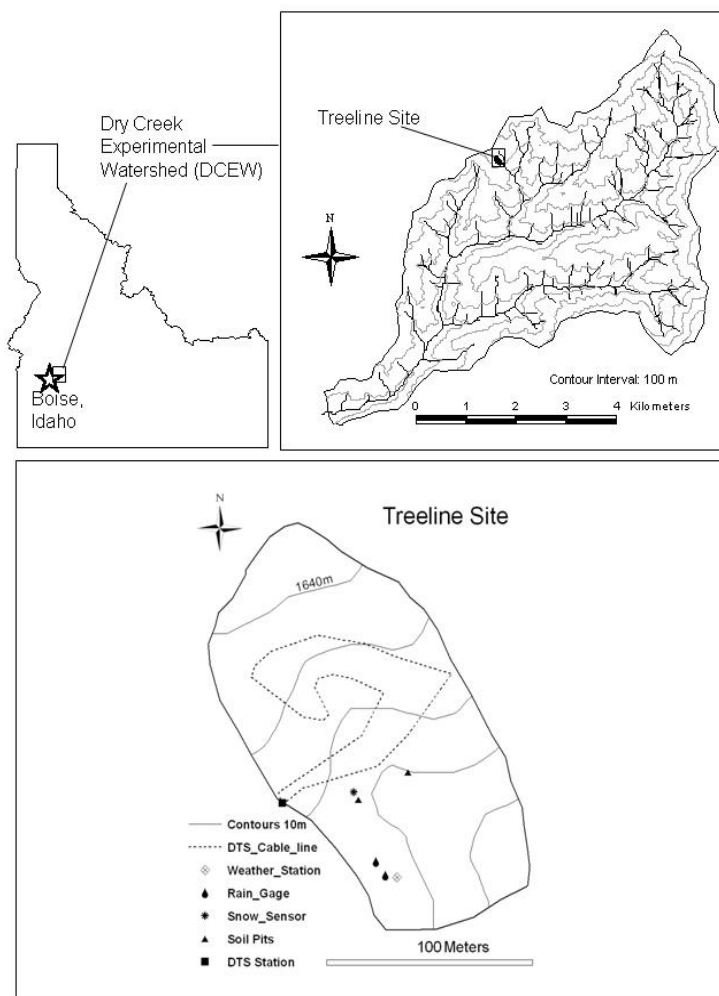 Dry Creek
Experimental
Watershed (DCEW)
N
Boise,
Idaho
Treeline Site
Contour Interval: 100 m
0 1 2 3 4 Kilometers
N
Treeline Site
1640m
Contours 10m
DTS_Cable_line
Weather_Station
Rain_Gage
Snow_Sensor
Soil Pits
DTS Station
100 Meters